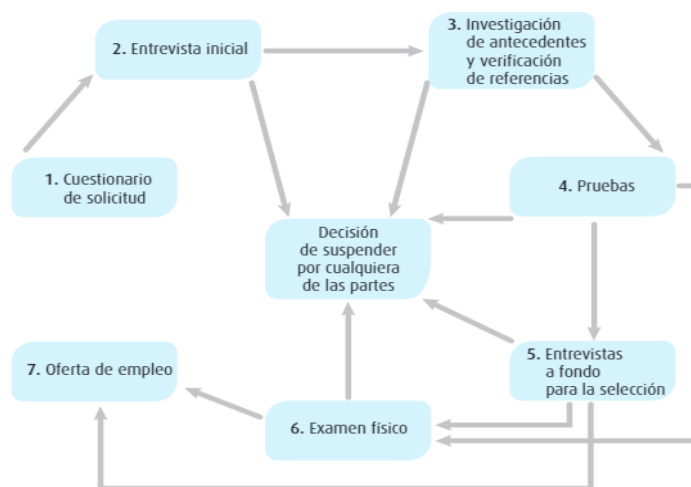 2. Entrevista inicial
3. Investigación
de antecedentes
y verificación
de referencias
1. Cuestionario
de solicitud
4. Pruebas
Decisión
de suspender
por cualquiera
de las partes
5. Entrevistas
a fondo
para la selección
7. Oferta de empleo
6. Examen físico